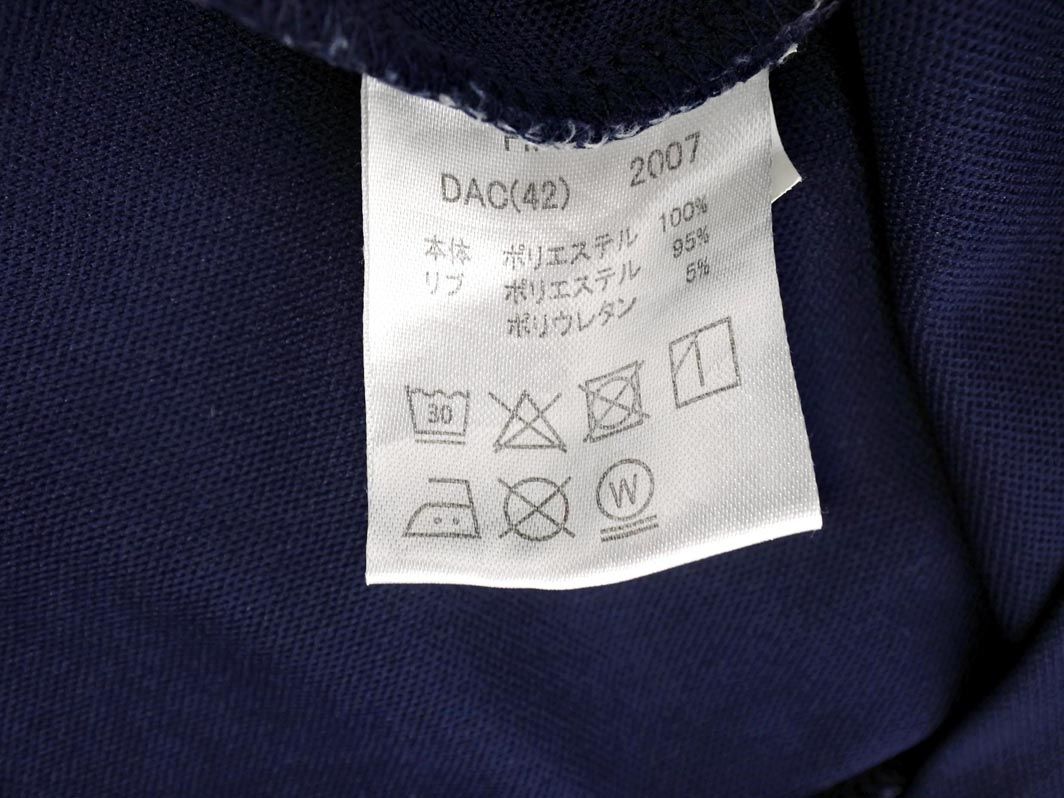 DAC(42) 2007
本体 ポリエステル 100%
リブ ポリエステル 95%
ポリウレタン 5%
30
W